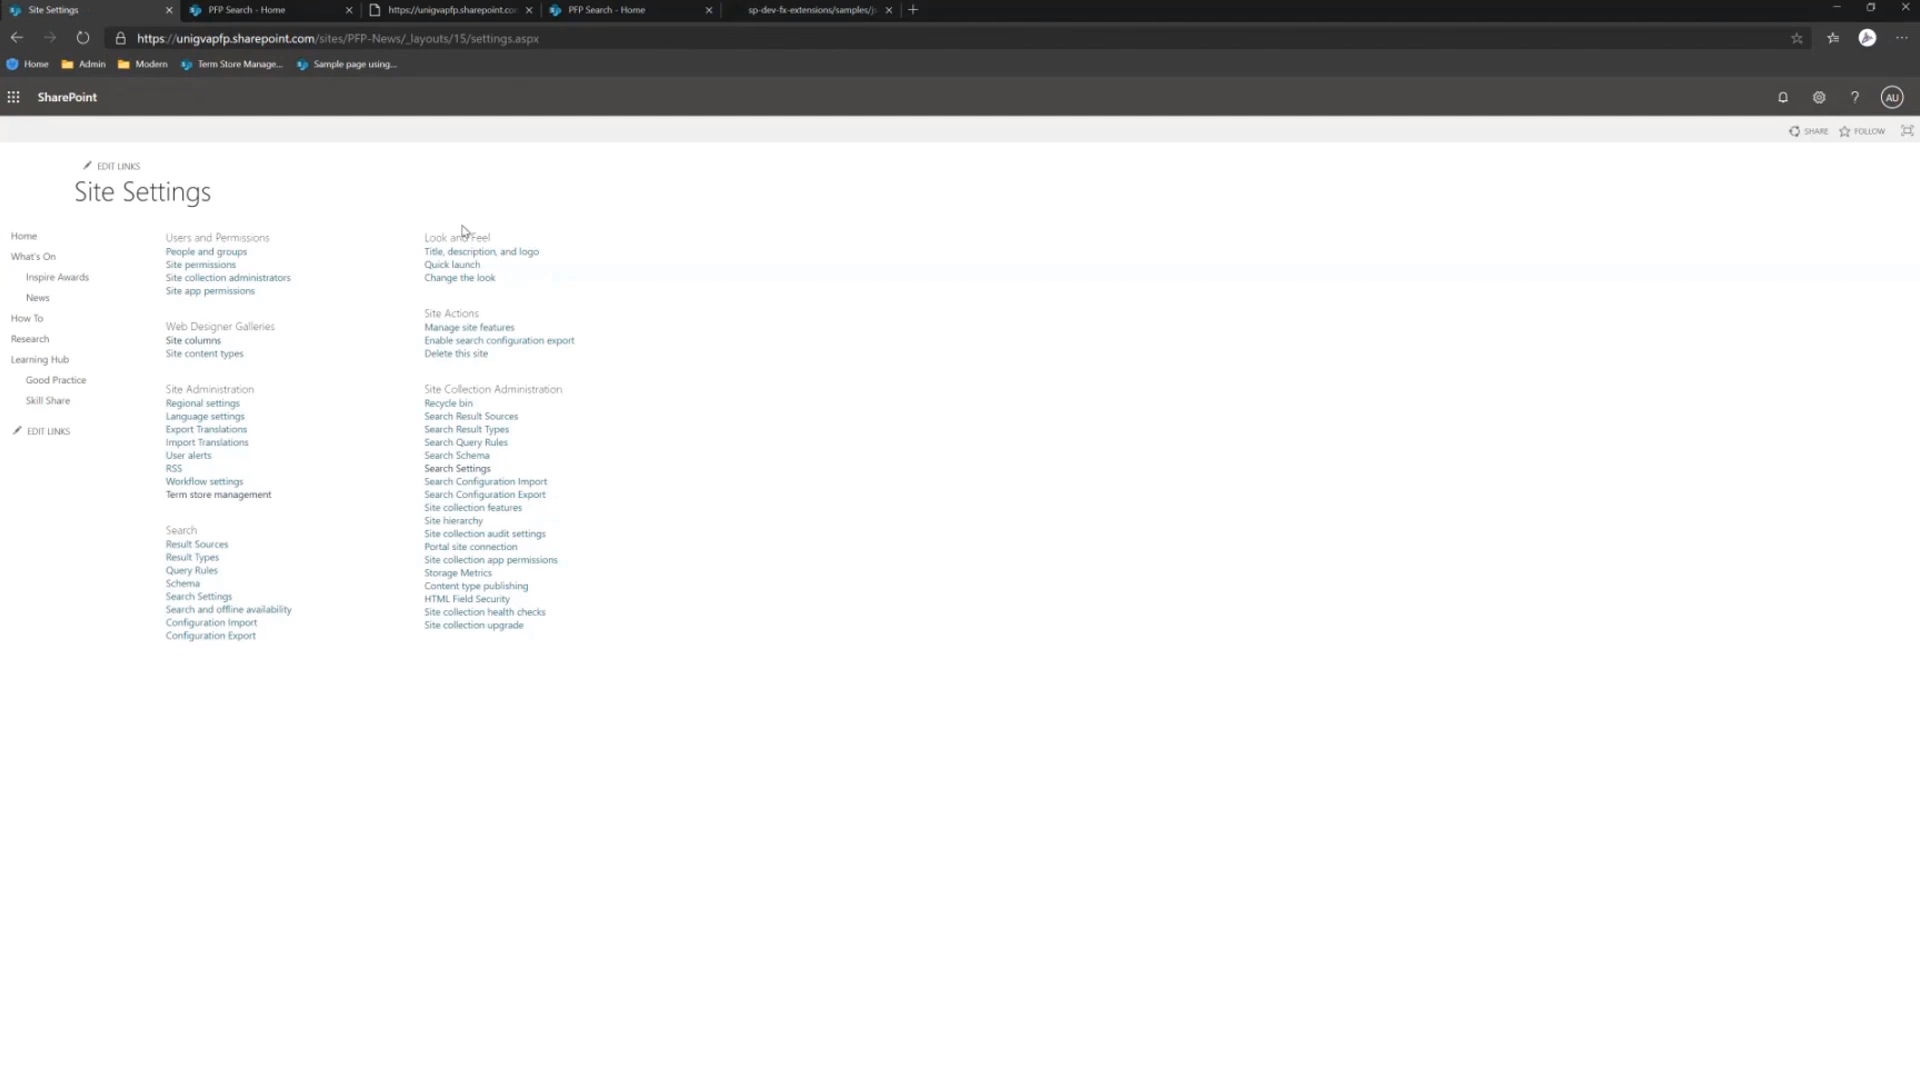 Site Settings
PFP Search - Home
https://unigvapfp.sharepoint.co
PFP Search - Home
sp-dev-fx-extensions/samples/j
https://unigvapfp.sharepoint.com/sites/PFP-News/_layouts/15/settings.aspx
Home
Admin
Modern
Term Store Manage...
Sample page using...
SharePoint
?
AU
SHARE
FOLLOW
EDIT LINKS
Site Settings
Home
What's On
Inspire Awards
News
How To
Research
Learning Hub
Good Practice
Skill Share
EDIT LINKS
Users and Permissions
People and groups
Site permissions
Site collection administrators
Site app permissions
Web Designer Galleries
Site columns
Site content types
Site Administration
Regional settings
Language settings
Export Translations
Import Translations
User alerts
RSS
Workflow settings
Term store management
Search
Result Sources
Result Types
Query Rules
Schema
Search Settings
Search and offline availability
Configuration Import
Configuration Export
Look and Feel
Title, description, and logo
Quick launch
Change the look
Site Actions
Manage site features
Enable search configuration export
Delete this site
Site Collection Administration
Recycle bin
Search Result Sources
Search Result Types
Search Query Rules
Search Schema
Search Settings
Search Configuration Import
Search Configuration Export
Site collection features
Site hierarchy
Site collection audit settings
Portal site connection
Site collection app permissions
Storage Metrics
Content type publishing
HTML Field Security
Site collection health checks
Site collection upgrade